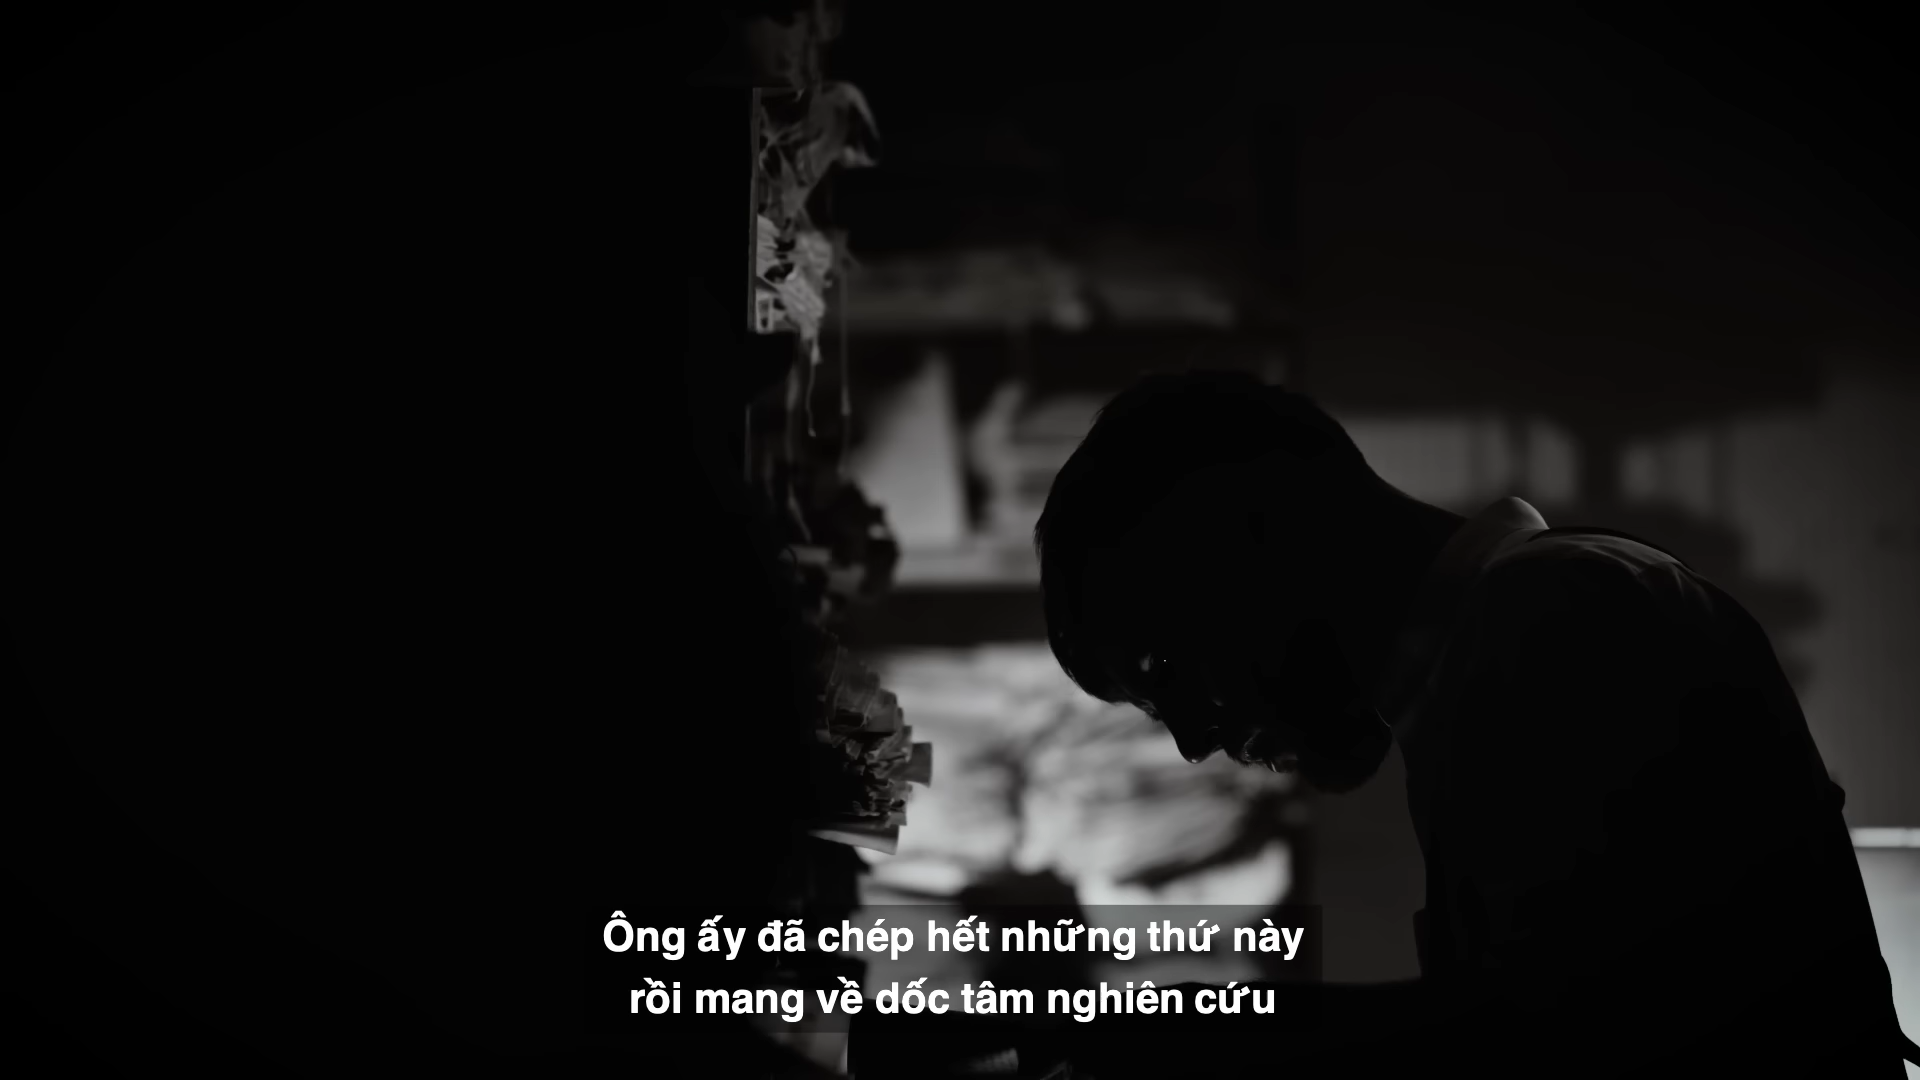 Ông ấy đã chép hết những thứ này
rồi mang về dốc tâm nghiên cứu